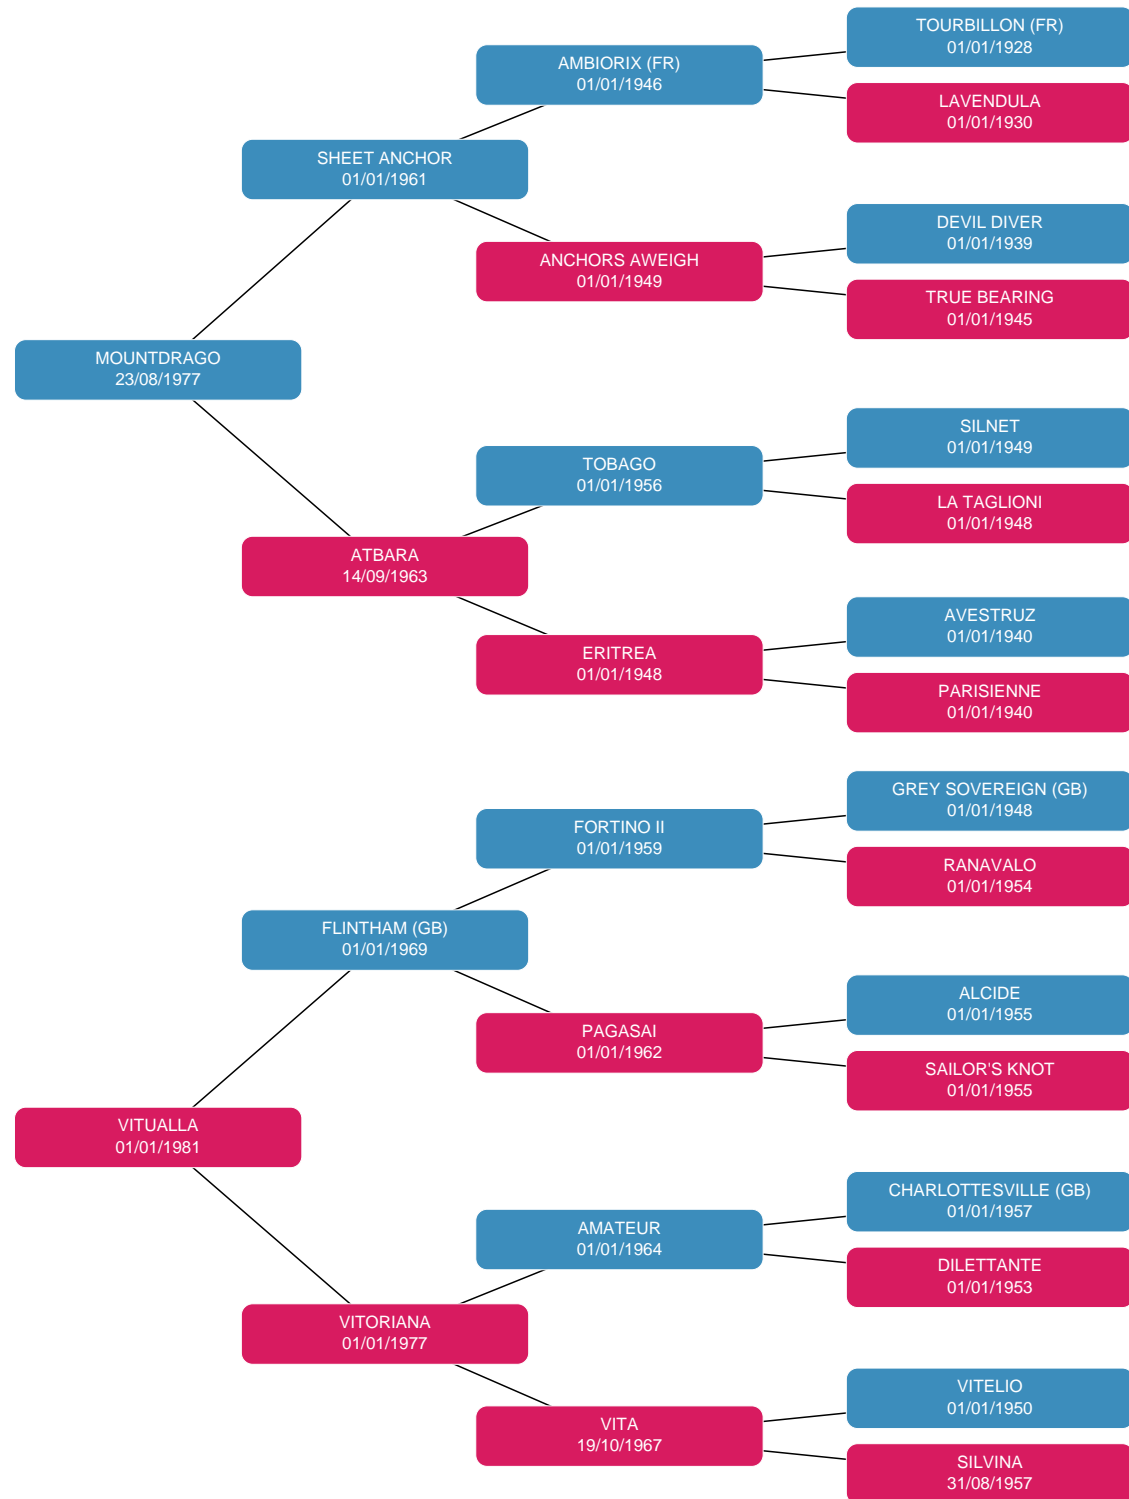 TOURBILLON (FR)
01/01/1928
AMBIORIX (FR)
01/01/1946
LAVENDULA
01/01/1930
SHEET ANCHOR
01/01/1961
DEVIL DIVER
01/01/1939
ANCHORS AWEIGH
01/01/1949
TRUE BEARING
01/01/1945
MOUNTDRAGO
23/08/1977
SILNET
01/01/1949
TOBAGO
01/01/1956
LA TAGLIONI
01/01/1948
ATBARA
14/09/1963
AVESTRUZ
01/01/1940
ERITREA
01/01/1948
PARISIENNE
01/01/1940
GREY SOVEREIGN (GB)
01/01/1948
FORTINO II
01/01/1959
RANAVALO
01/01/1954
FLINTHAM (GB)
01/01/1969
ALCIDE
01/01/1955
PAGASAI
01/01/1962
SAILOR'S KNOT
01/01/1955
VITUALLA
01/01/1981
CHARLOTTESVILLE (GB)
01/01/1957
AMATEUR
01/01/1964
DILETTANTE
01/01/1953
VITORIANA
01/01/1977
VITELIO
01/01/1950
VITA
19/10/1967
SILVINA
31/08/1957